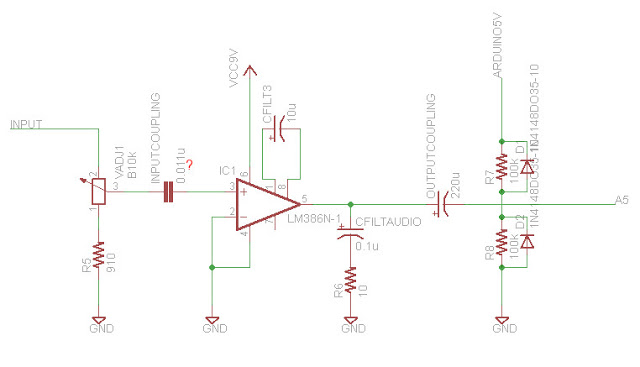 INPUT
2
VADJ1
B10k
3
1
R5
910
GND
INPUTCOUPLING
0.011u
?
VCC9V
CFILT3
10u
IC1
6
1
8
3
+
2
-
7
4
5
LM386N-1
GND
CFILTAUDIO
0.1u
R6
10
GND
OUTPUTCOUPLING
220u
ARDUINO5V
R7
100K
D1
1N4148DO35-10
R8
100K
D2
1N4148DO35-10
A5
GND